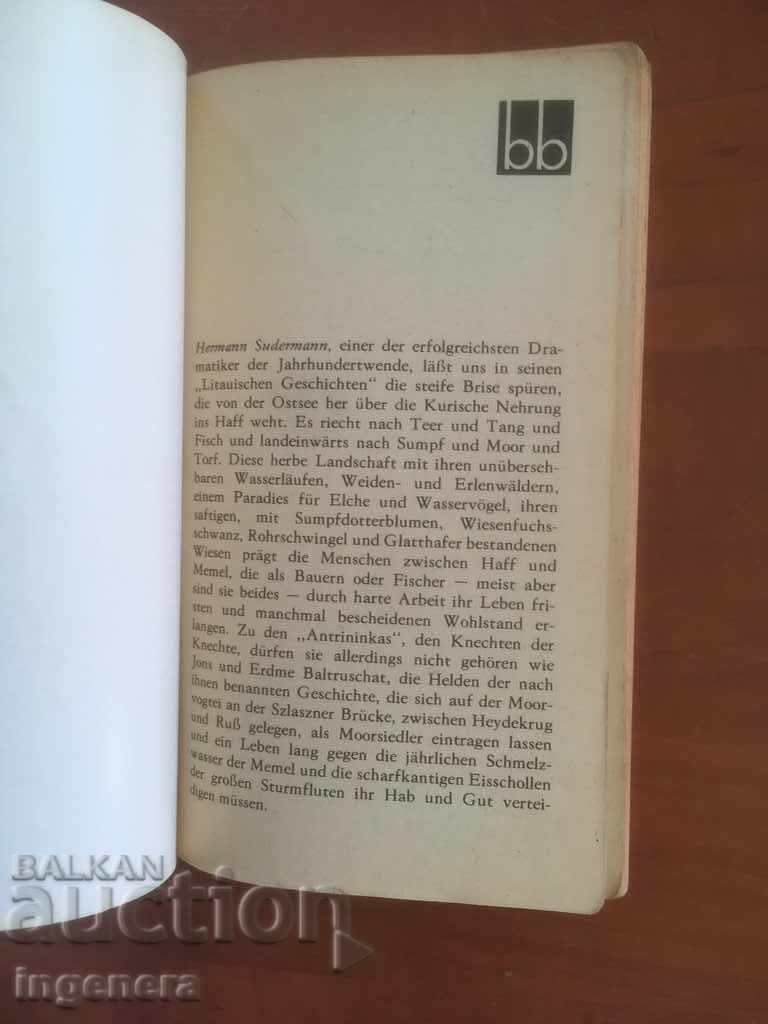 bb
Hermann Sudermann, einer der erfolgreichsten Dra-
matiker der Jahrhundertwende, läßt uns in seinen
„Litauischen Geschichten“ die steife Brise spüren,
die von der Ostsee her über die Kurische Nehrung
ins Haff weht. Es riecht nach Teer und Tang und
Fisch und landeinwärts nach Sumpf und Moor und
Torf. Diese herbe Landschaft mit ihren unüberseh-
baren Wasserläufen, Weiden- und Erlenwäldern,
einem Paradies für Elche und Wasservögel, ihren
saftigen, mit Sumpfdotterblumen, Wiesenfuchs-
schwanz, Rohrschwingel und Glatthafer bestandenen
Wiesen prägt die Menschen zwischen Haff und
Memel, die als Bauern oder Fischer — meist aber
sind sie beides — durch harte Arbeit ihr Leben fri-
sten und manchmal bescheidenen Wohlstand er-
langen. Zu den „Antrininkas“, den Knechten der
Knechte, dürfen sie allerdings nicht gehören wie
Jons und Erdme Baltruschat, die Helden der nach
ihnen benannten Geschichte, die sich auf der Moor-
vogtei an der Szlaszner Brücke, zwischen Heydekrug
und Ruß gelegen, als Moorsiedler eintragen lassen
und ein Leben lang gegen die jährlichen Schmelz-
wasser der Memel und die scharfkantigen Eisschollen
der großen Sturmfluten ihr Hab und Gut vertei-
digen müssen.
BALKAN
auction
ingenera